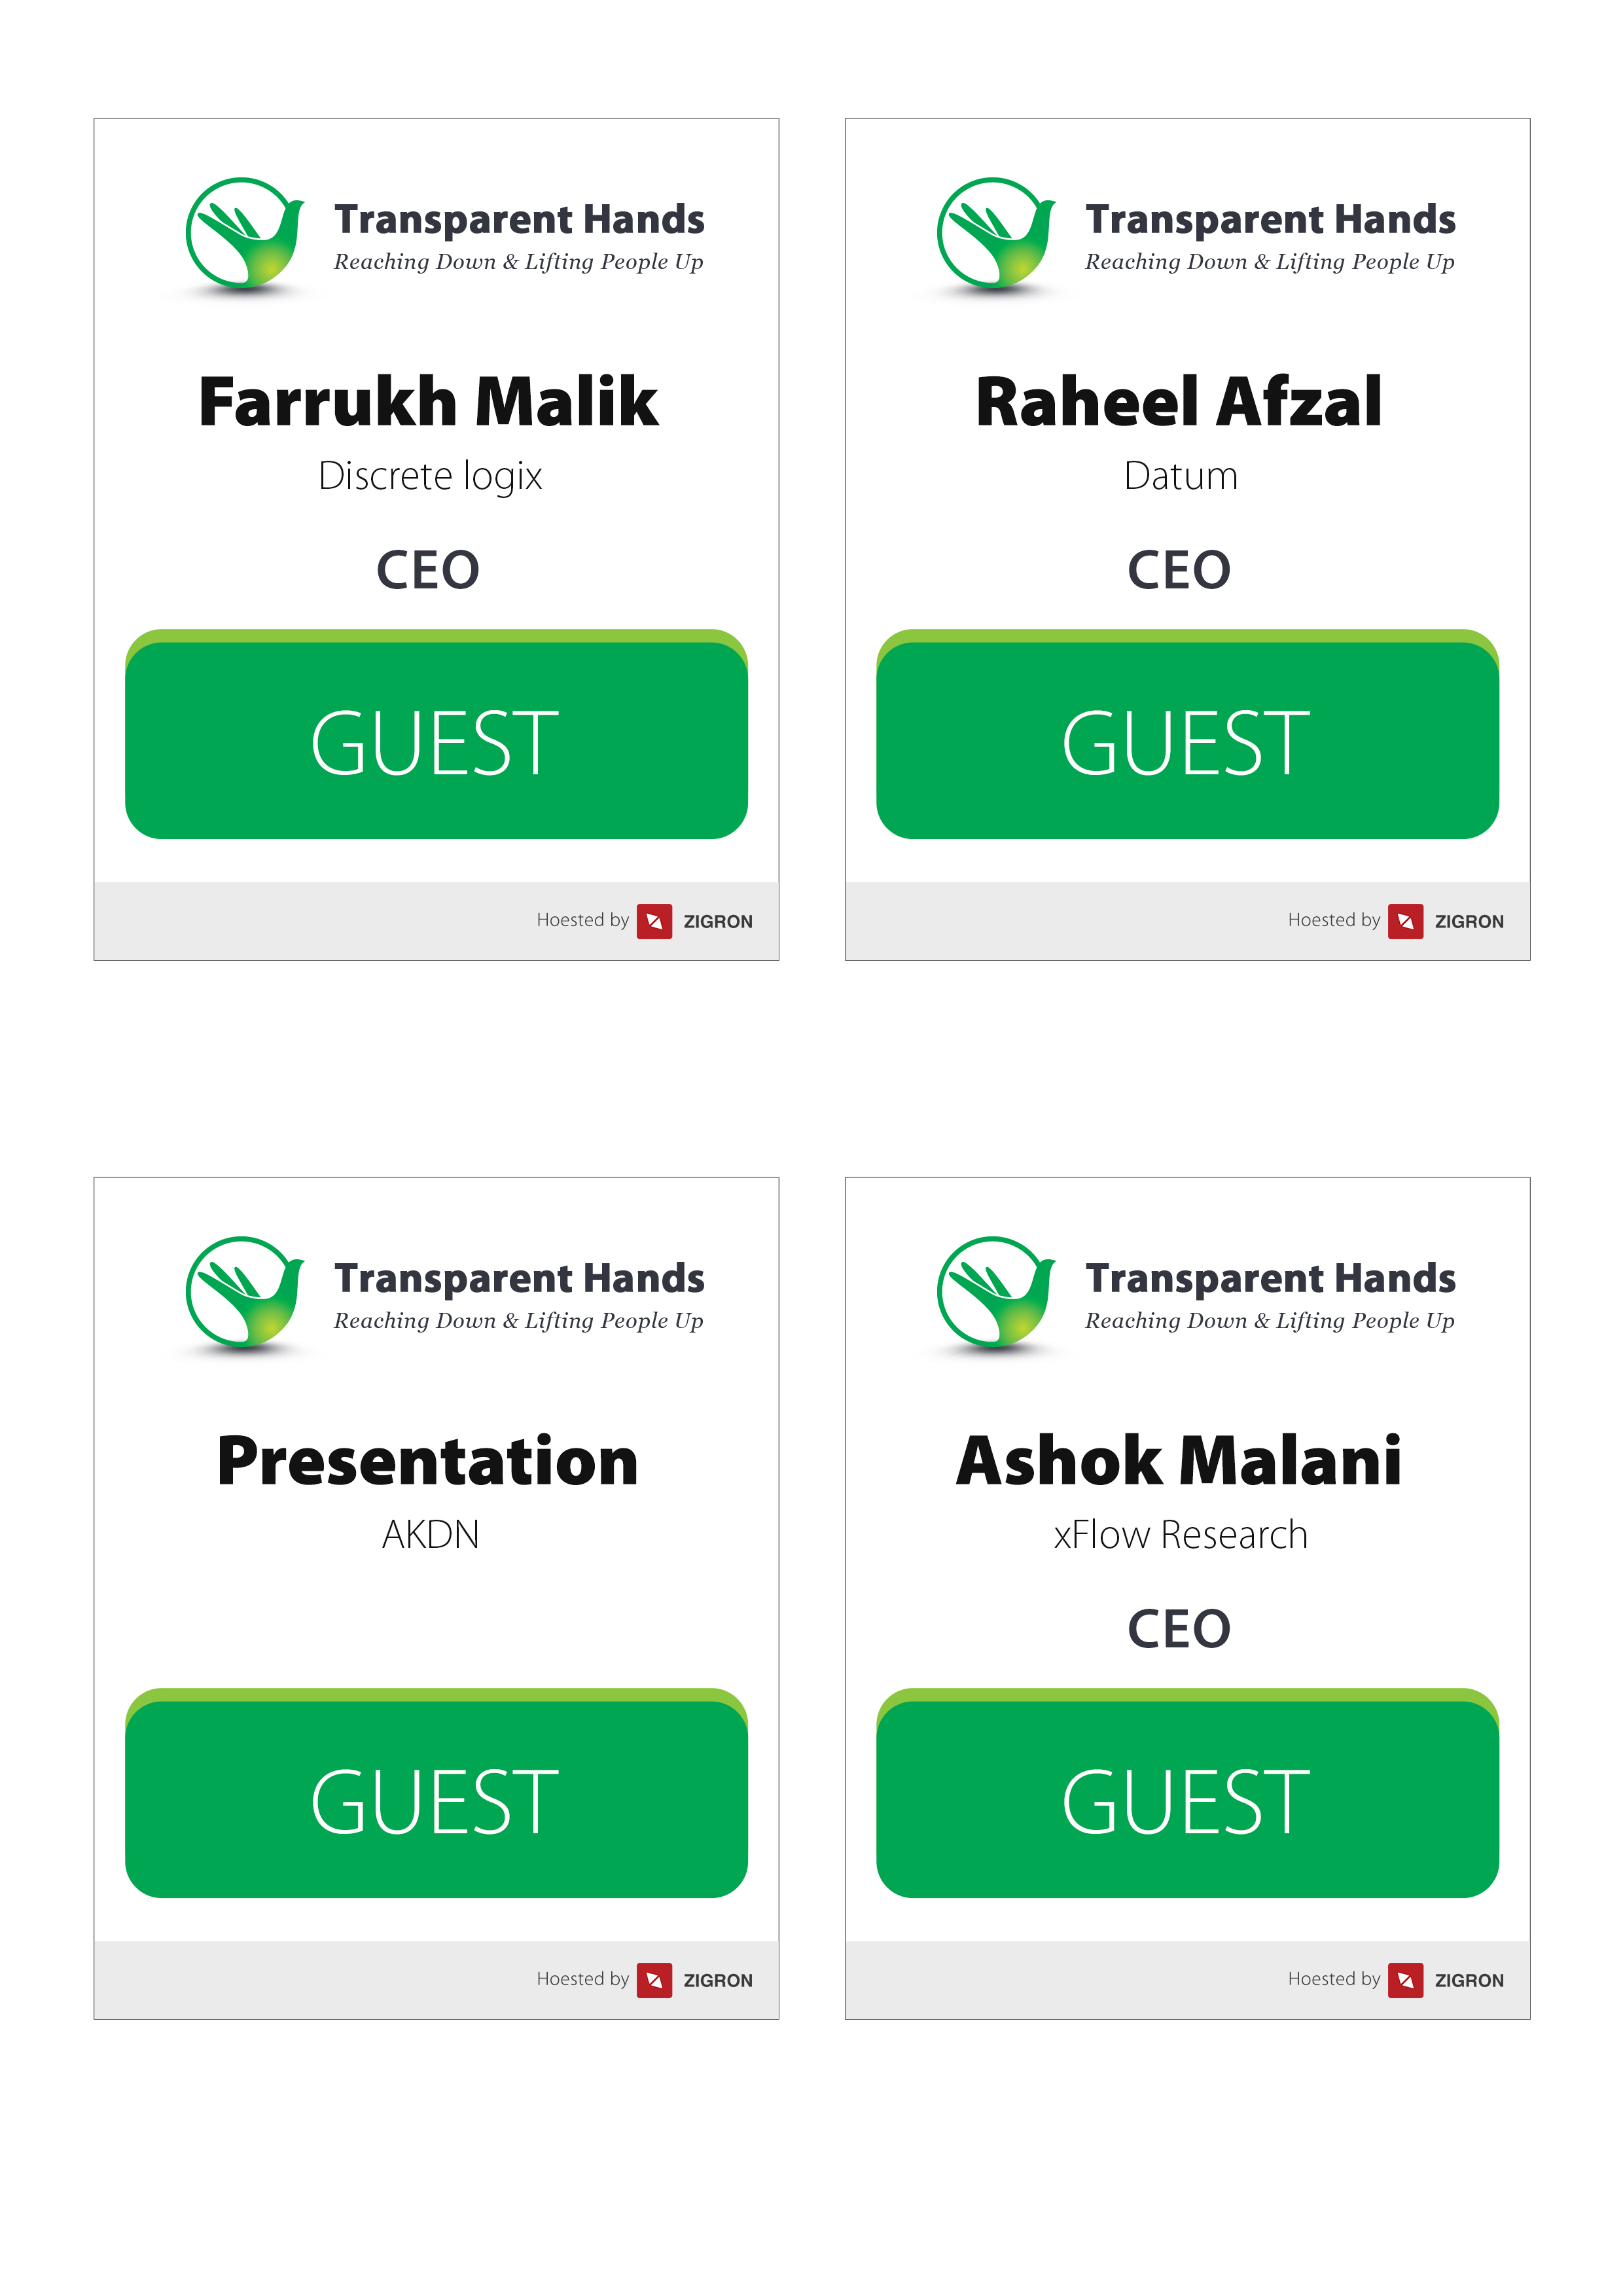 Transparent Hands
Reaching Down & Lifting People Up
Farrukh Malik
Discrete logix
CEO
GUEST
Hoested by ZIGRON
Transparent Hands
Reaching Down & Lifting People Up
Raheel Afzal
Datum
CEO
GUEST
Hoested by ZIGRON
Transparent Hands
Reaching Down & Lifting People Up
Presentation
AKDN
GUEST
Hoested by ZIGRON
Transparent Hands
Reaching Down & Lifting People Up
Ashok Malani
xFlow Research
CEO
GUEST
Hoested by ZIGRON